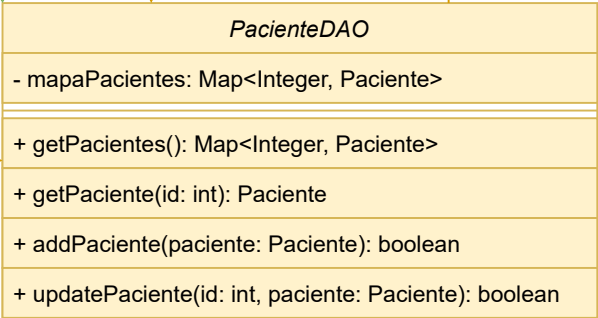 PacienteDAO
- mapaPacientes: Map<Integer, Paciente>
+ getPacientes(): Map<Integer, Paciente>
+ getPaciente(id: int): Paciente
+ addPaciente(paciente: Paciente): boolean
+ updatePaciente(id: int, paciente: Paciente): boolean